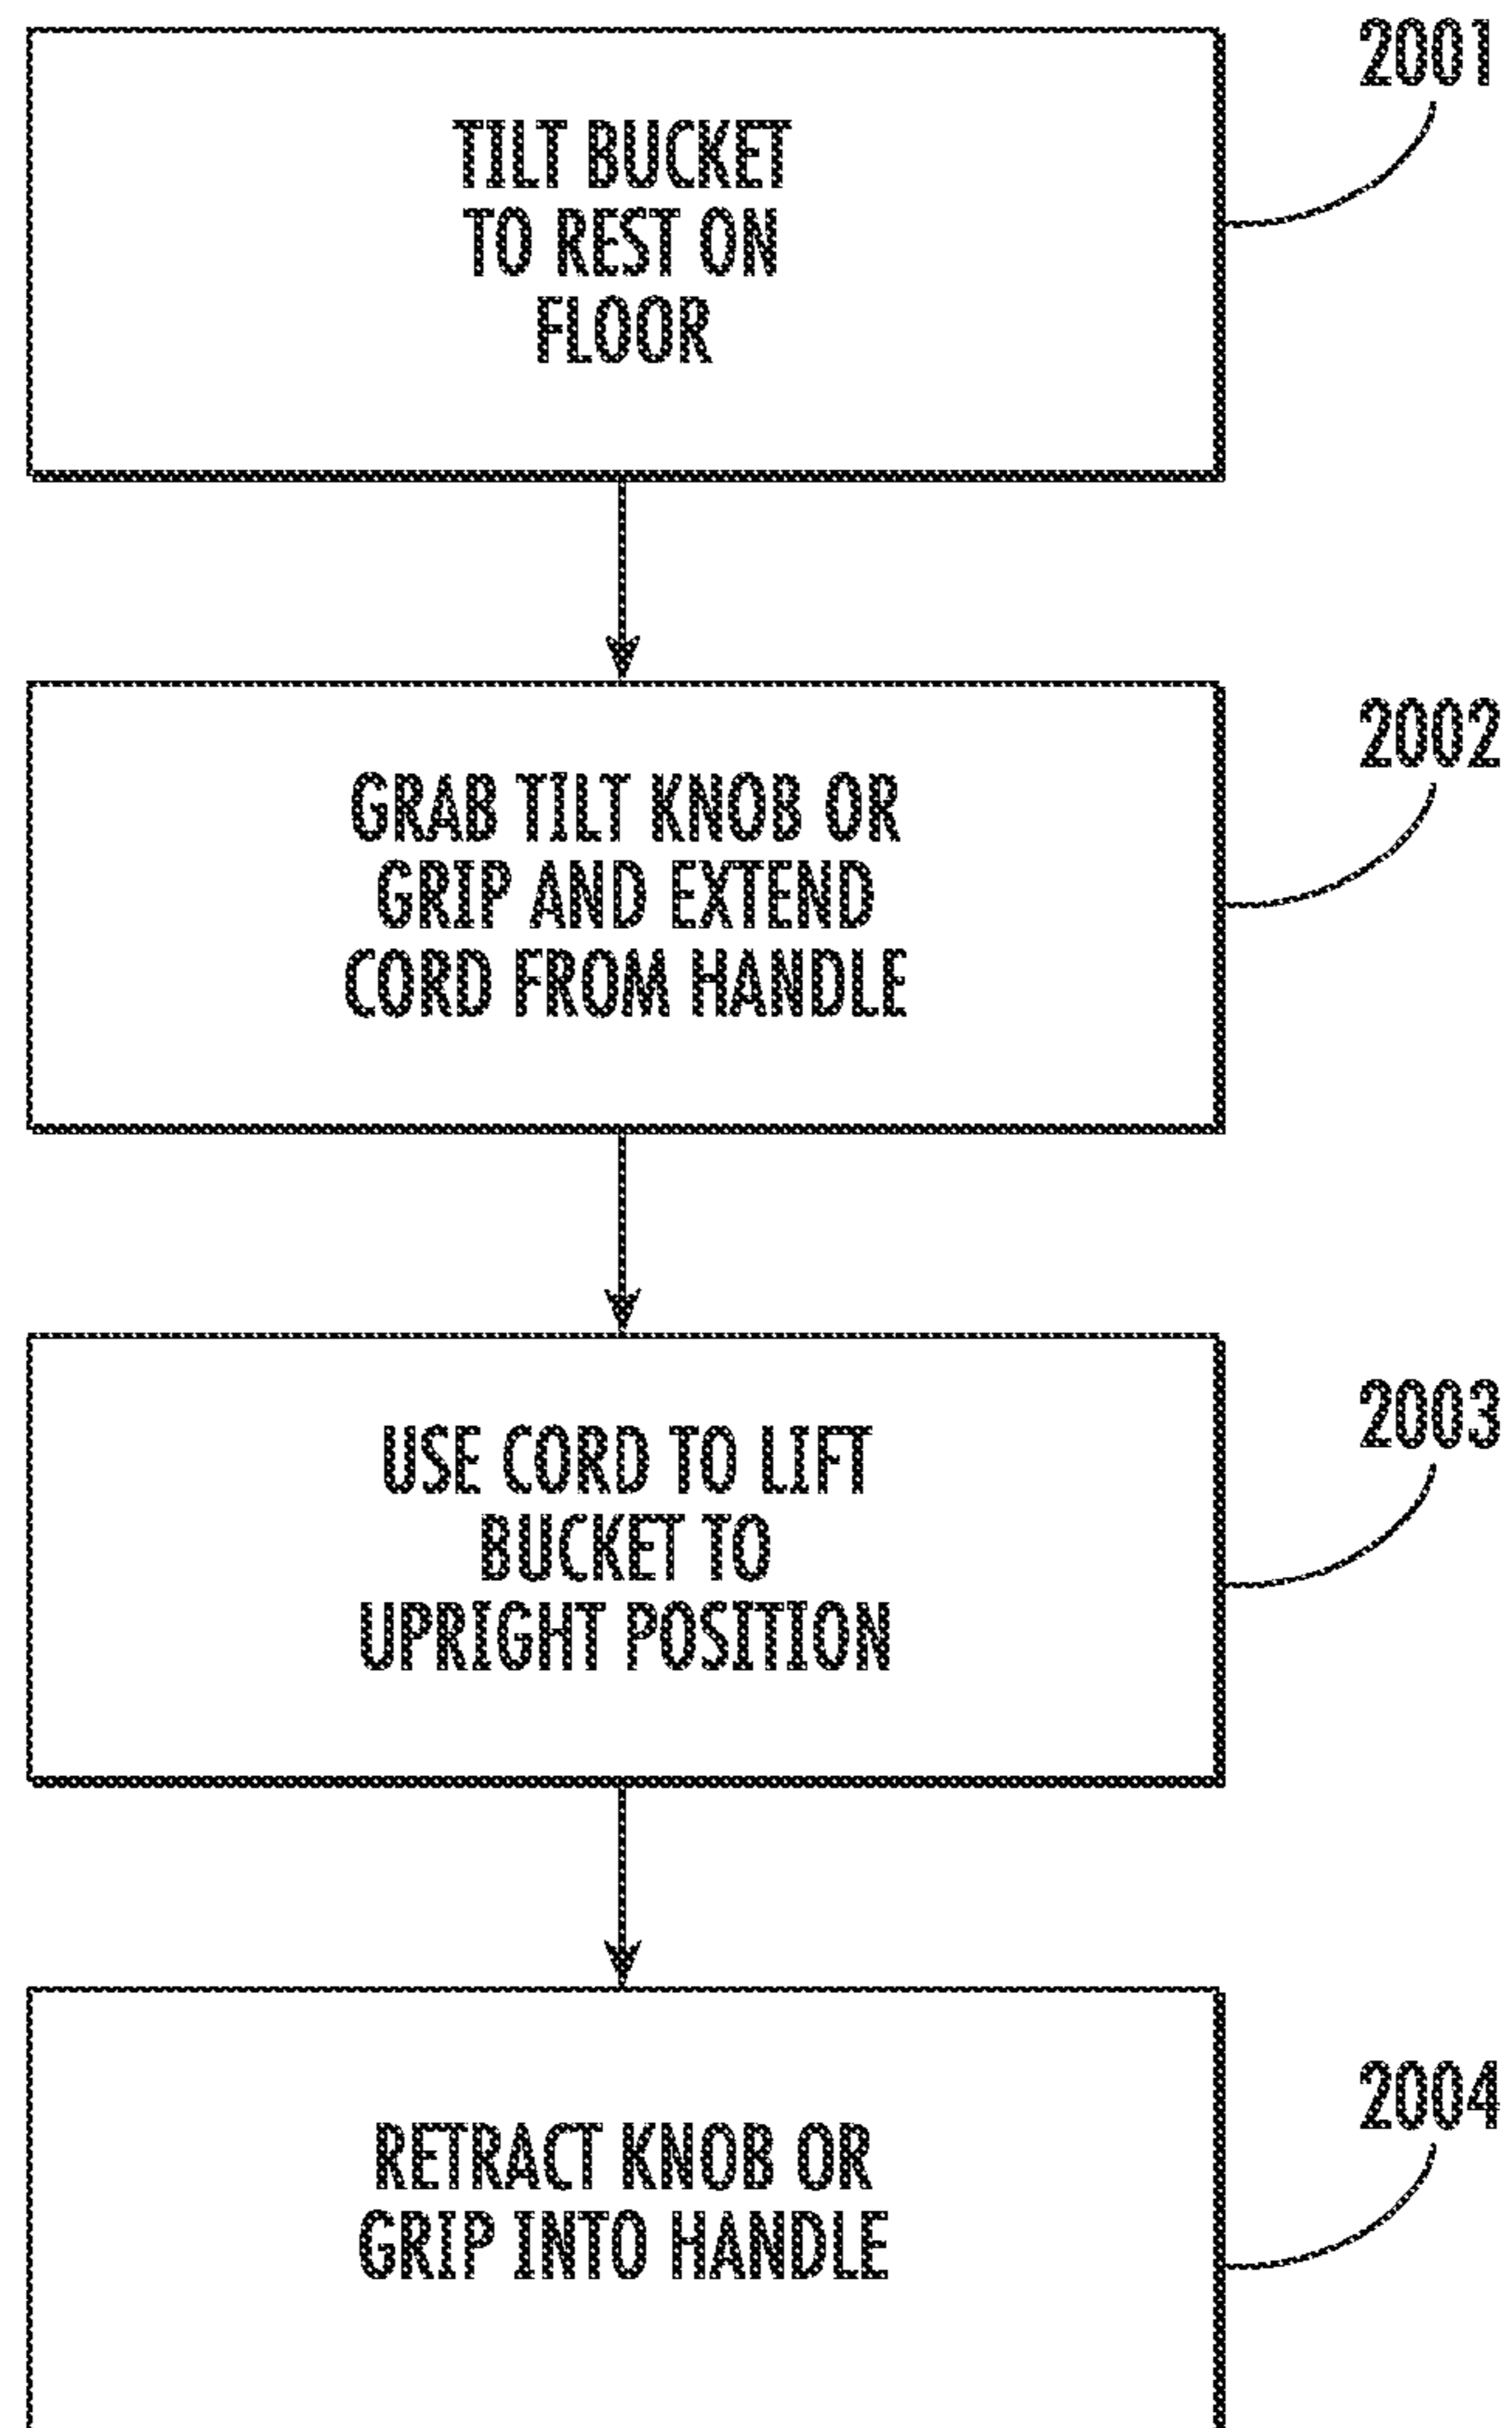 2001
TILT BUCKET
TO REST ON
FLOOR
2002
GRAB TILT KNOB OR
GRIP AND EXTEND
CORD FROM HANDLE
2003
USE CORD TO LIFT
BUCKET TO
UPRIGHT POSITION
2004
RETRACT KNOB OR
GRIP INTO HANDLE